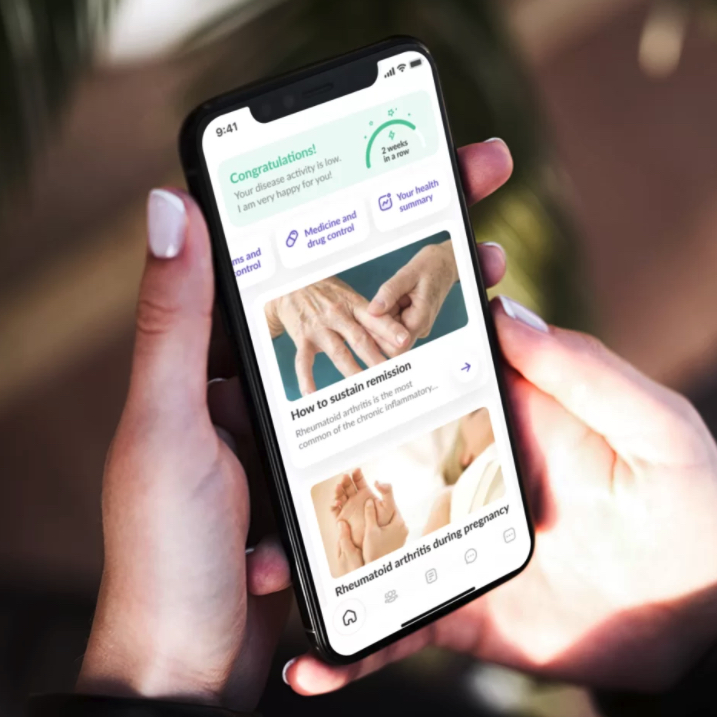 9:41
Congratulations!
Your disease activity is low.
I am very happy for you!
2 weeks
in a row
ms and
ontrol
Medicine and
drug control
Your health
summary
How to sustain remission
Rheumatoid arthritis is the most
common of the chronic inflammatory...
Rheumatoid arthritis during pregnancy